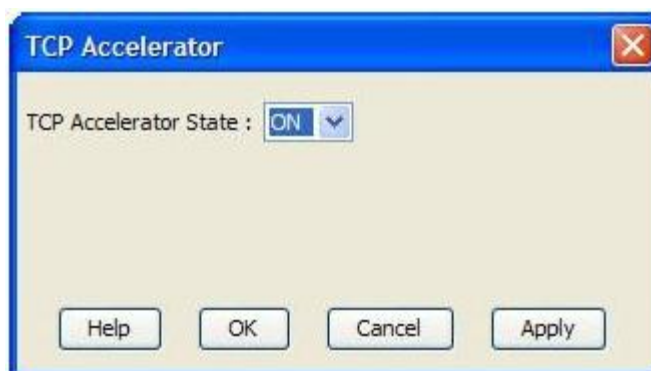 TCP Accelerator
TCP Accelerator State : ON
Help OK Cancel Apply